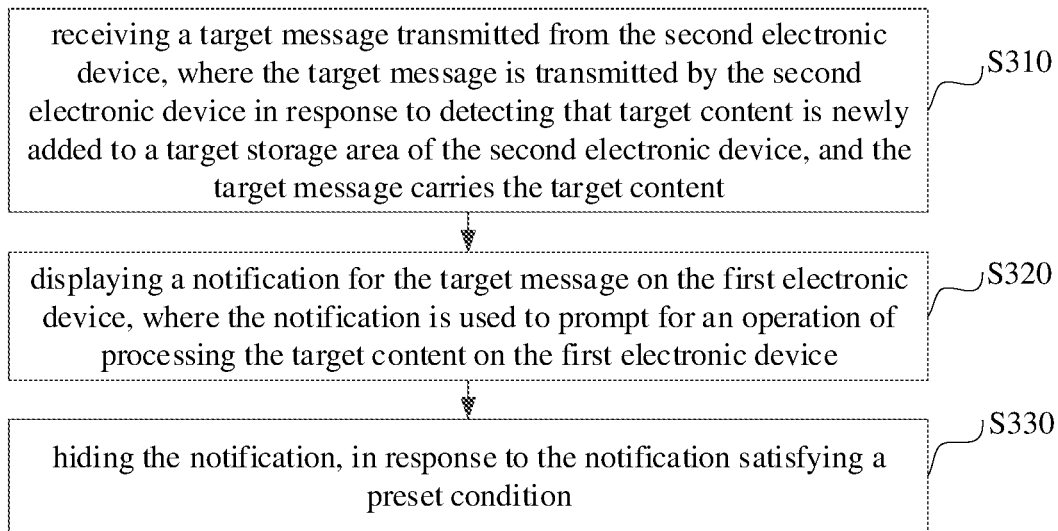 receiving a target message transmitted from the second electronic
device, where the target message is transmitted by the second
electronic device in response to detecting that target content is newly
added to a target storage area of the second electronic device, and the
target message carries the target content
S310
displaying a notification for the target message on the first electronic
device, where the notification is used to prompt for an operation of
processing the target content on the first electronic device
S320
hiding the notification, in response to the notification satisfying a
preset condition
S330